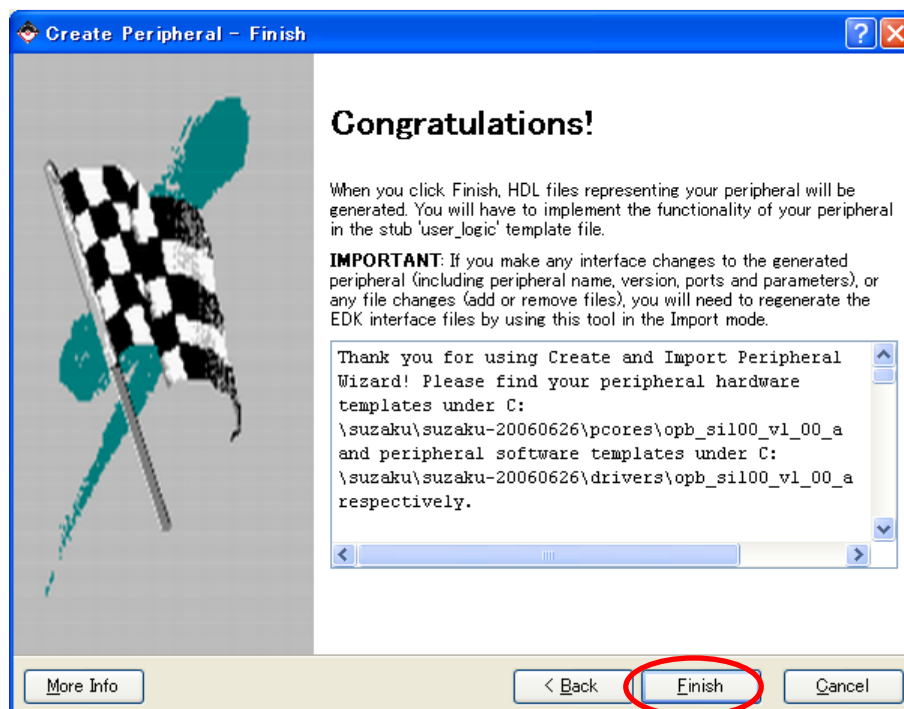 Create Peripheral - Finish
Congratulations!
When you click Finish, HDL files representing your peripheral will be
generated. You will have to implement the functionality of your peripheral
in the stub 'user_logic' template file.
IMPORTANT: If you make any interface changes to the generated
peripheral (including peripheral name, version, ports and parameters), or
any file changes (add or remove files), you will need to regenerate the
EDK interface files by using this tool in the Import mode.
Thank you for using Create and Import Peripheral
Wizard! Please find your peripheral hardware
templates under C:
\suzaku\suzaku-20060626\pcores\opb_sil00_v1_00_a
and peripheral software templates under C:
\suzaku\suzaku-20060626\drivers\opb_sil00_v1_00_a
respectively.
More Info
< Back
Finish
Cancel